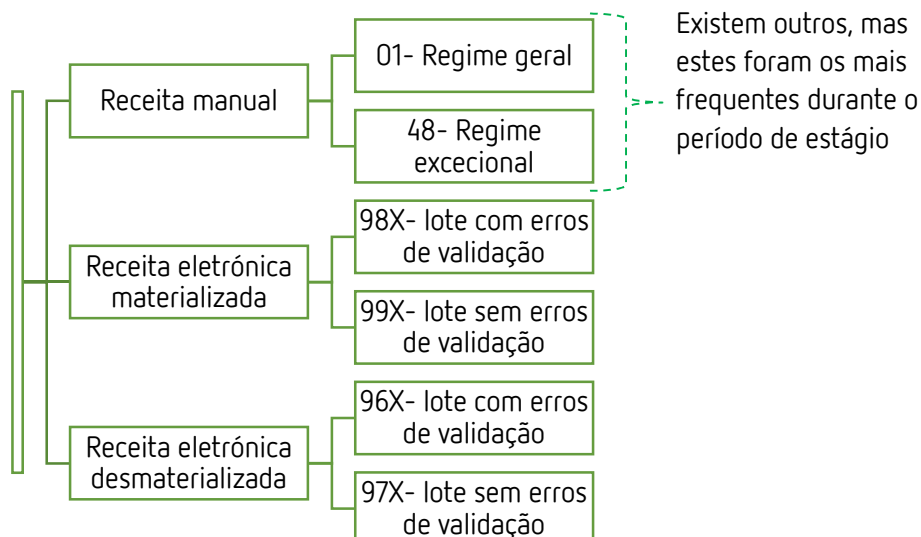 Receita manual
01- Regime geral
48- Regime
excecional
Existem outros, mas
estes foram os mais
frequentes durante o
período de estágio
Receita eletrónica
materializada
98X- lote com erros
de validação
99X- lote sem erros
de validação
Receita eletrónica
desmaterializada
96X- lote com erros
de validação
97X- lote sem erros
de validação